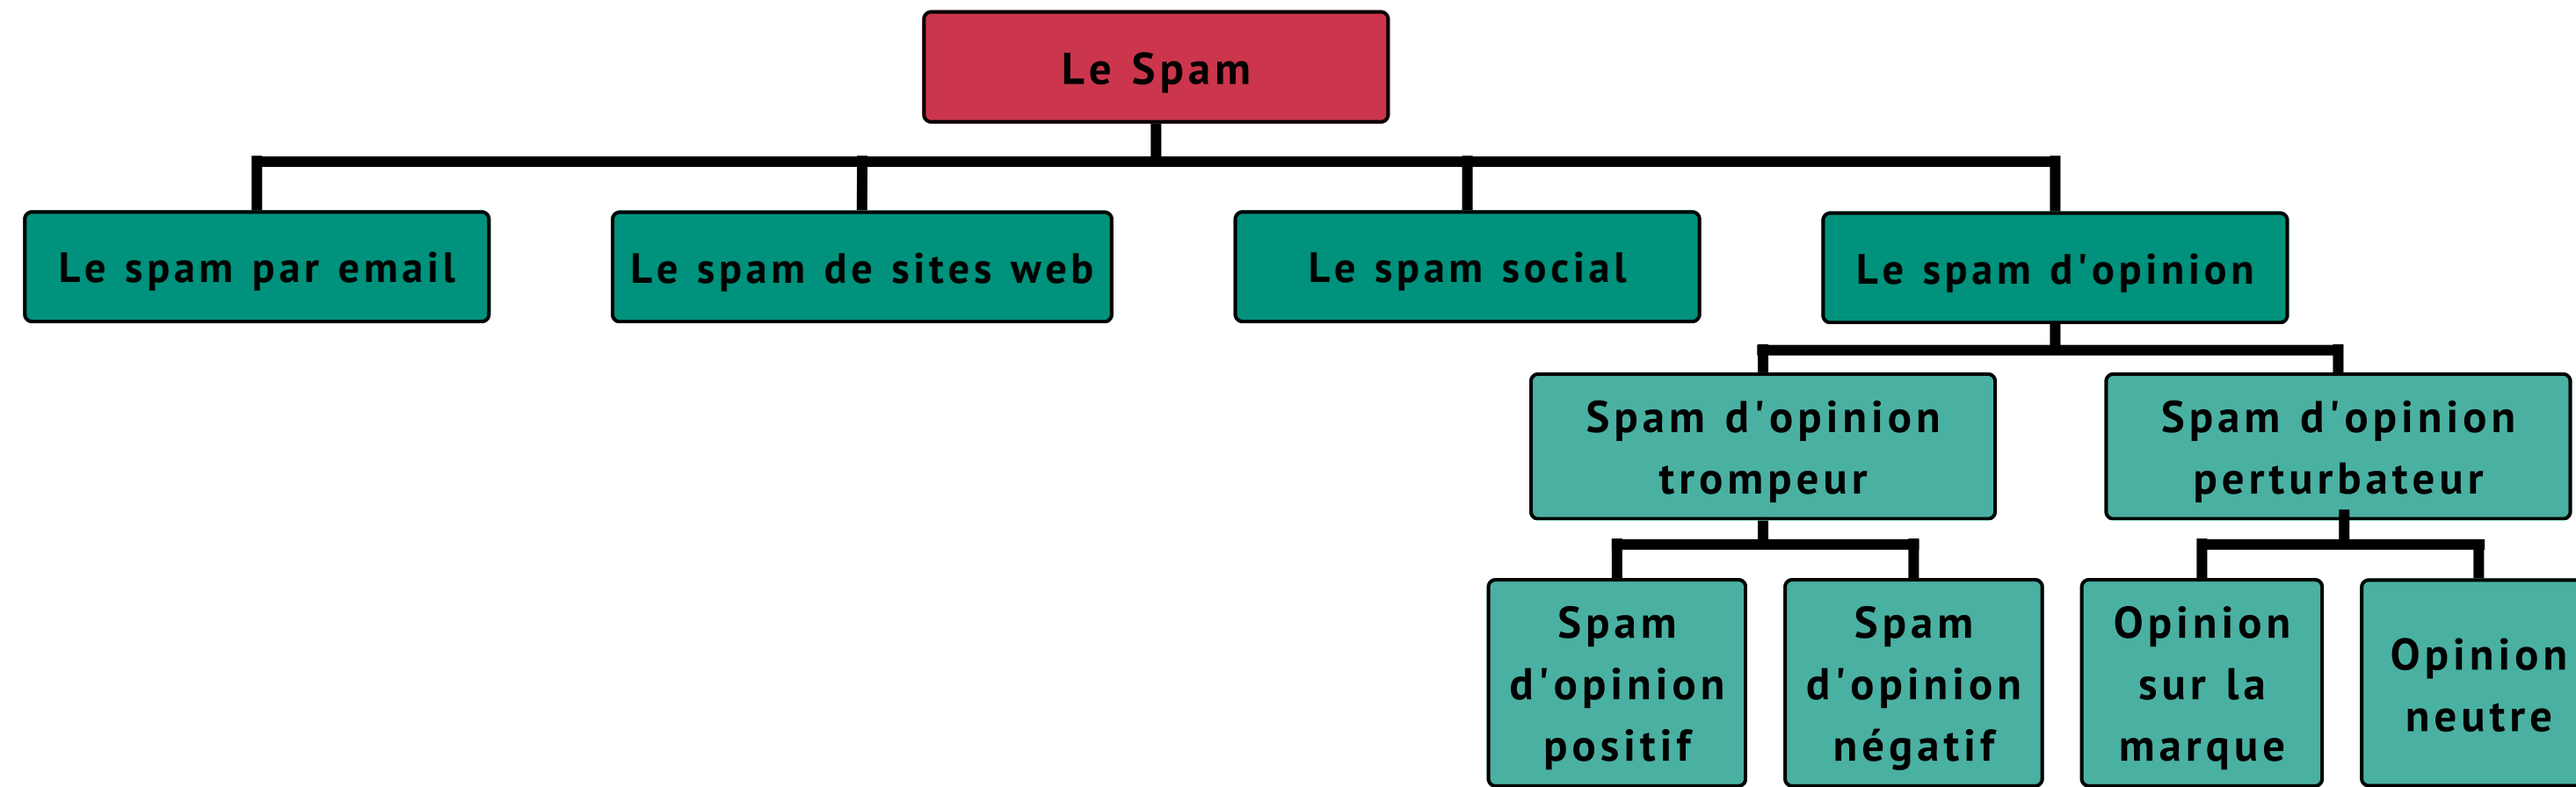 Le Spam
Le spam par email
Le spam de sites web
Le spam social
Le spam d'opinion
Spam d'opinion
trompeur
Spam d'opinion
perturbateur
Spam
d'opinion
positif
Spam
d'opinion
négatif
Opinion
sur la
marque
Opinion
neutre